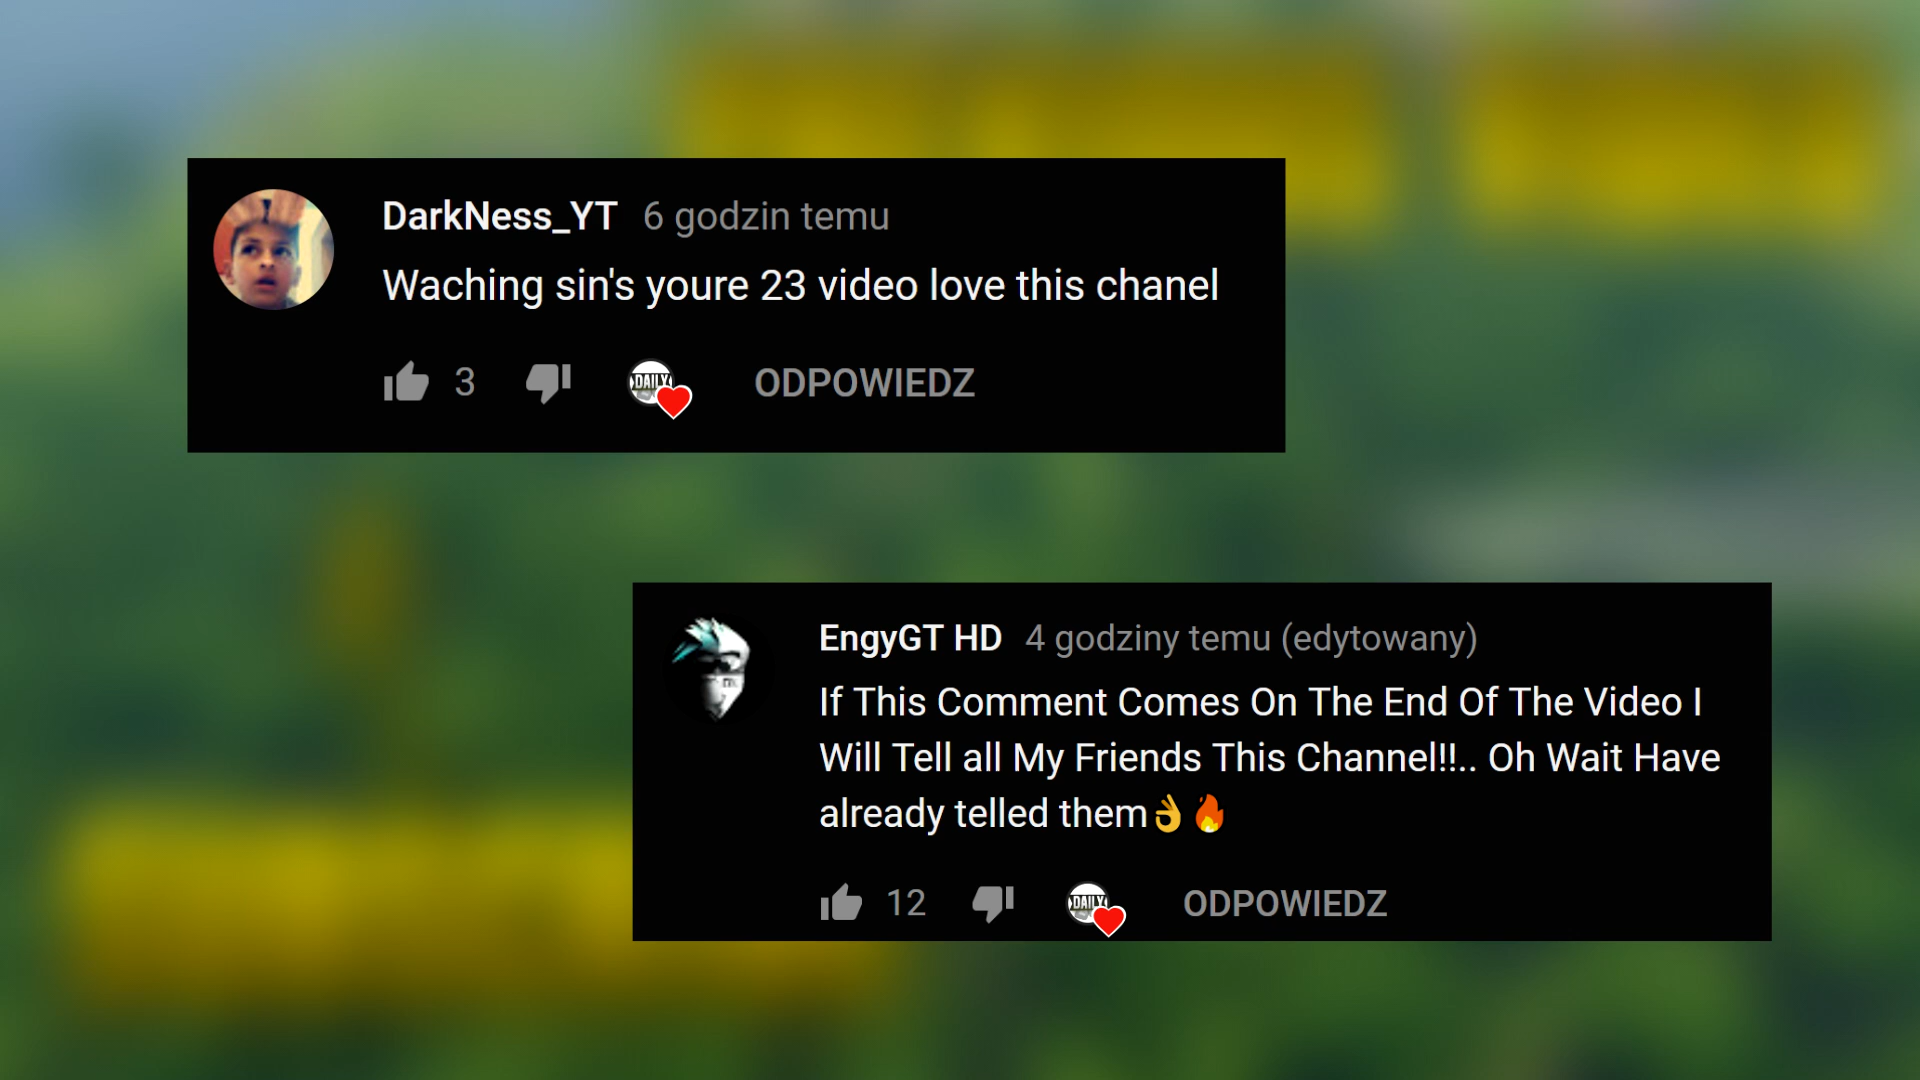 DarkNess_YT 6 godzin temu
Waching sin's youre 23 video love this chanel
3 DAILY ODPOWIEDZ
EngyGT HD 4 godziny temu (edytowany)
If This Comment Comes On The End Of The Video I
Will Tell all My Friends This Channel!!.. Oh Wait Have
already telled them👌🔥
12 DAILY ODPOWIEDZ